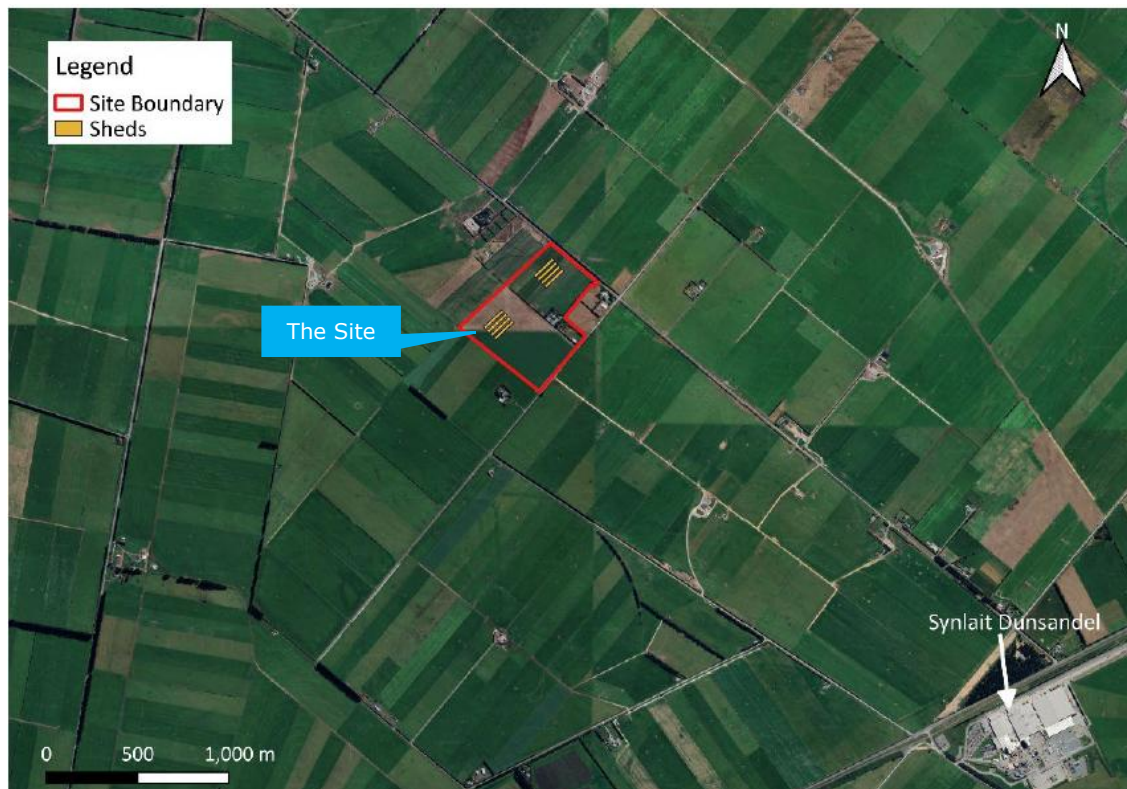 Legend
Site Boundary
Sheds
N
The Site
Synlait Dunsandel
0 500 1,000 m